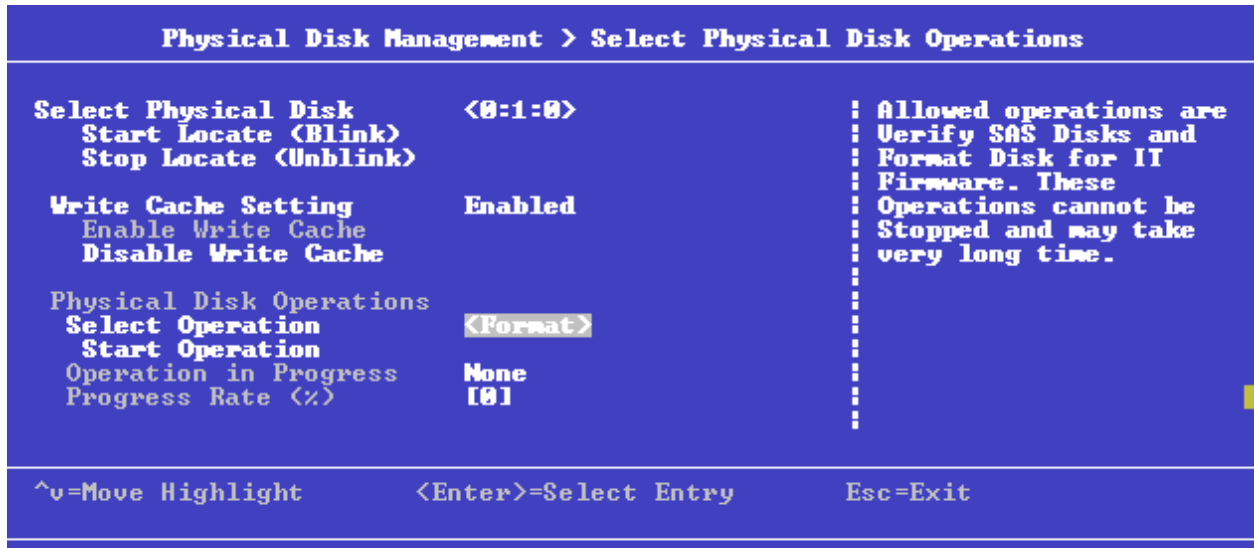 Physical Disk Management > Select Physical Disk Operations
Select Physical Disk <0:1:0>
Start Locate (Blink)
Stop Locate (Unblink)
Write Cache Setting Enabled
Enable Write Cache
Disable Write Cache
Physical Disk Operations
Select Operation <Format>
Start Operation
Operation in Progress None
Progress Rate (%) [0]
Allowed operations are
Verify SAS Disks and
Format Disk for IT
Firmware. These
Operations cannot be
Stopped and may take
very long time.
^v=Move Highlight <Enter>=Select Entry Esc=Exit